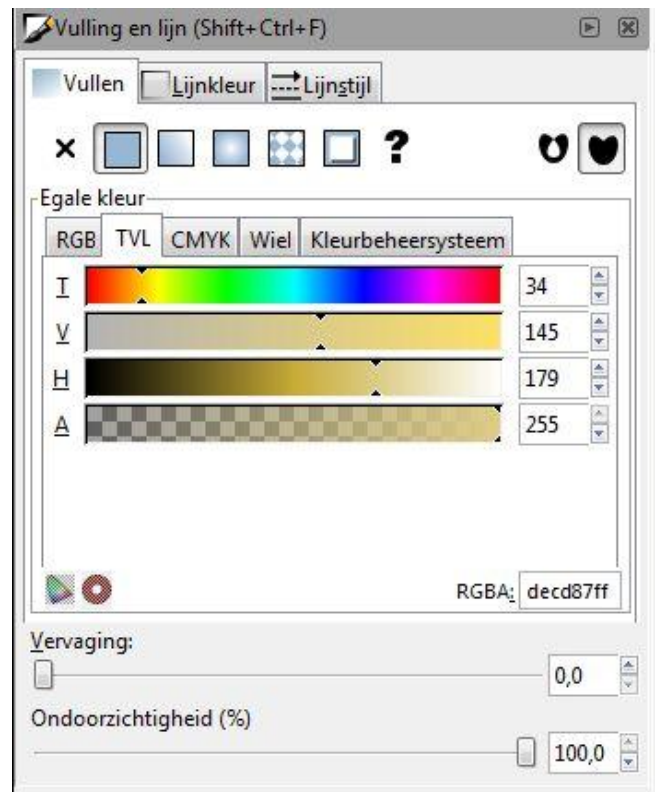 Vulling en lijn (Shift+Ctrl+F)
Vullen Lijnkleur Lijnstijl
?
Egale kleur
RGB TVL CMYK Wiel Kleurbeheersysteem
T 34
V 145
H 179
A 255
RGBA: decd87ff
Vervaging:
0,0
Ondoorzichtigheid (%)
100,0